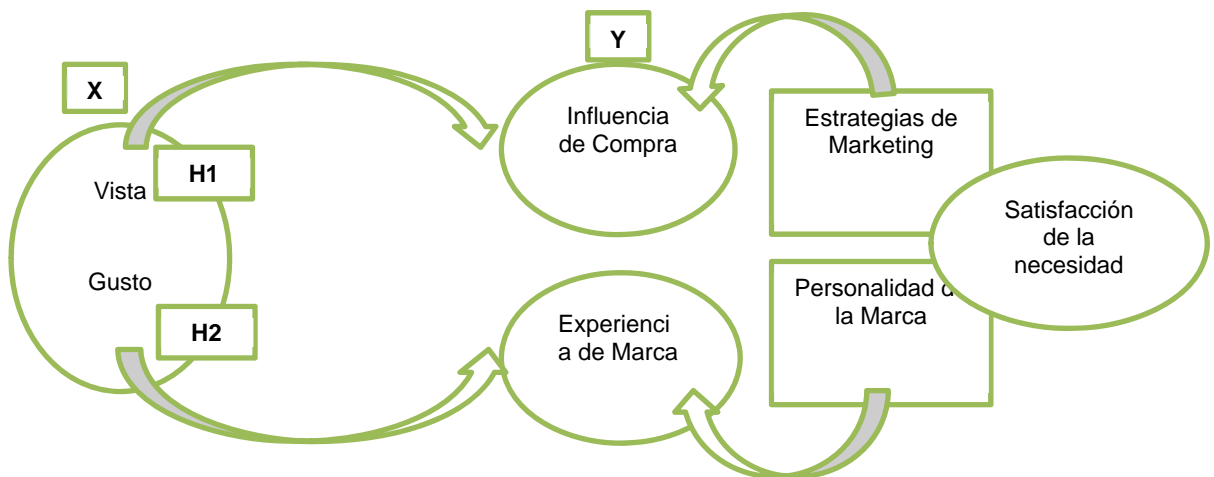 X
Vista
H1
Gusto
H2
Y
Influencia
de Compra
Experienci
a de Marca
Estrategias de
Marketing
Personalidad d
la Marca
Satisfacción
de la
necesidad